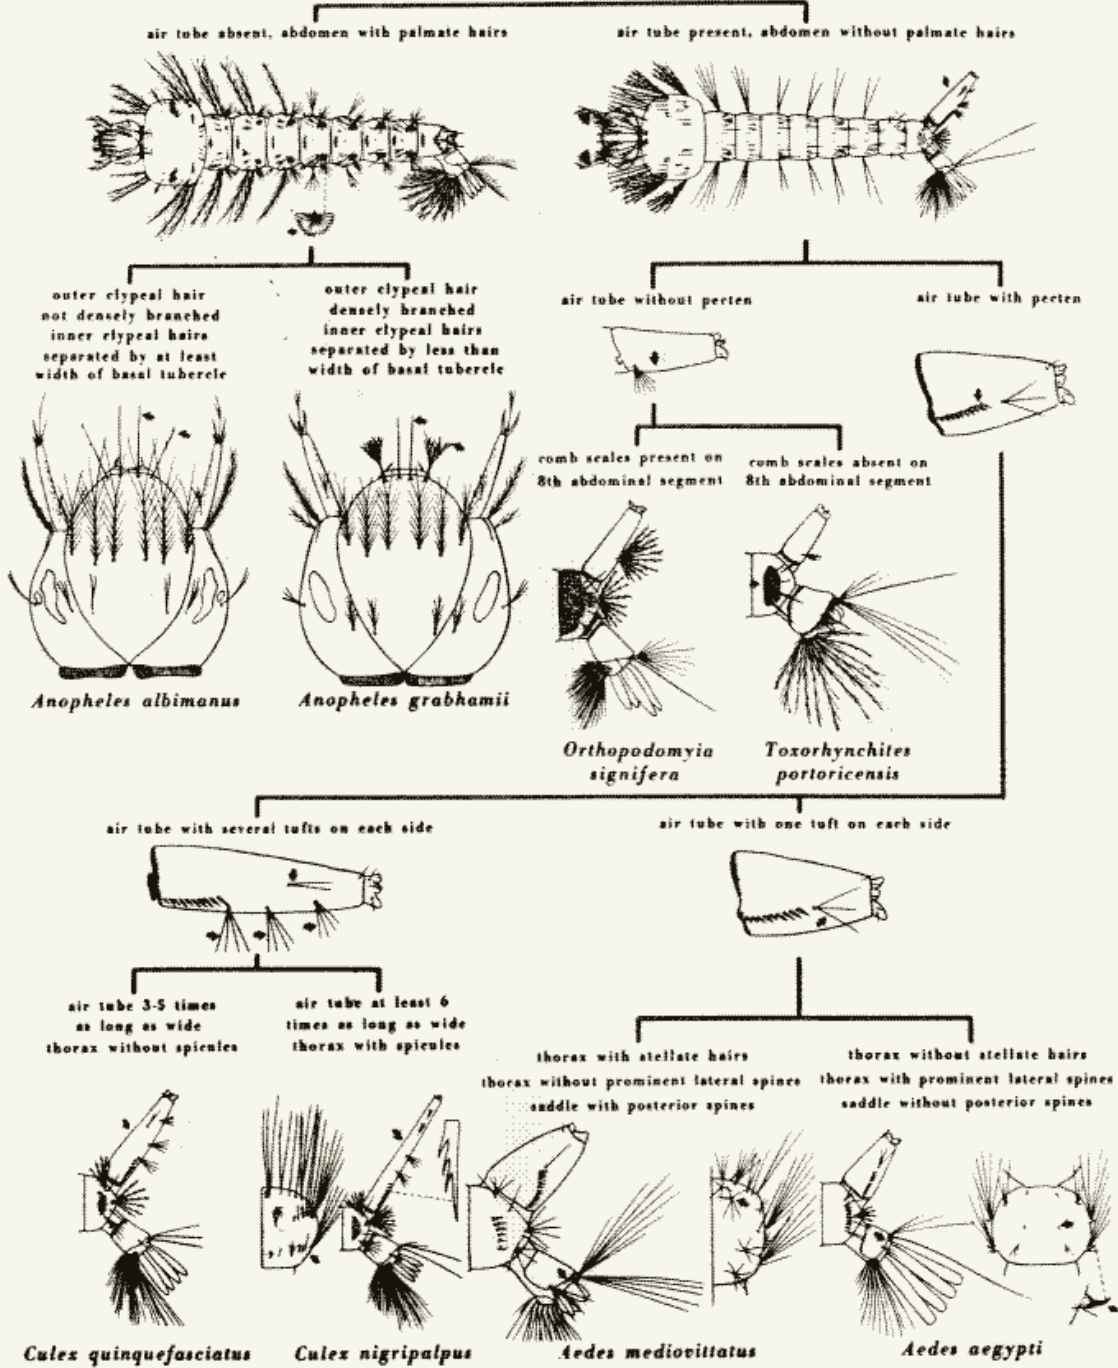 air tube absent, abdomen with palmate hairs
air tube present, abdomen without palmate hairs
outer clypeal hair
not densely branched
inner clypeal hairs
separated by at least
width of basal tubercle
outer clypeal hair
densely branched
inner clypeal hairs
separated by less than
width of basal tubercle
air tube without pecten
air tube with pecten
comb scales present on
8th abdominal segment
comb scales absent on
8th abdominal segment
Anopheles albimanus
Anopheles grabhamii
Orthopodomyia
signifera
Toxorhynchites
portoricensis
air tube with several tufts on each side
air tube with one tuft on each side
air tube 3-5 times
as long as wide
thorax without spicules
air tube at least 6
times as long as wide
thorax with spicules
thorax with stellate hairs
thorax without prominent lateral spines
saddle with posterior spines
thorax without stellate hairs
thorax with prominent lateral spines
saddle without posterior spines
Culex quinquefasciatus
Culex nigripalpus
Aedes mediovittatus
Aedes aegypti